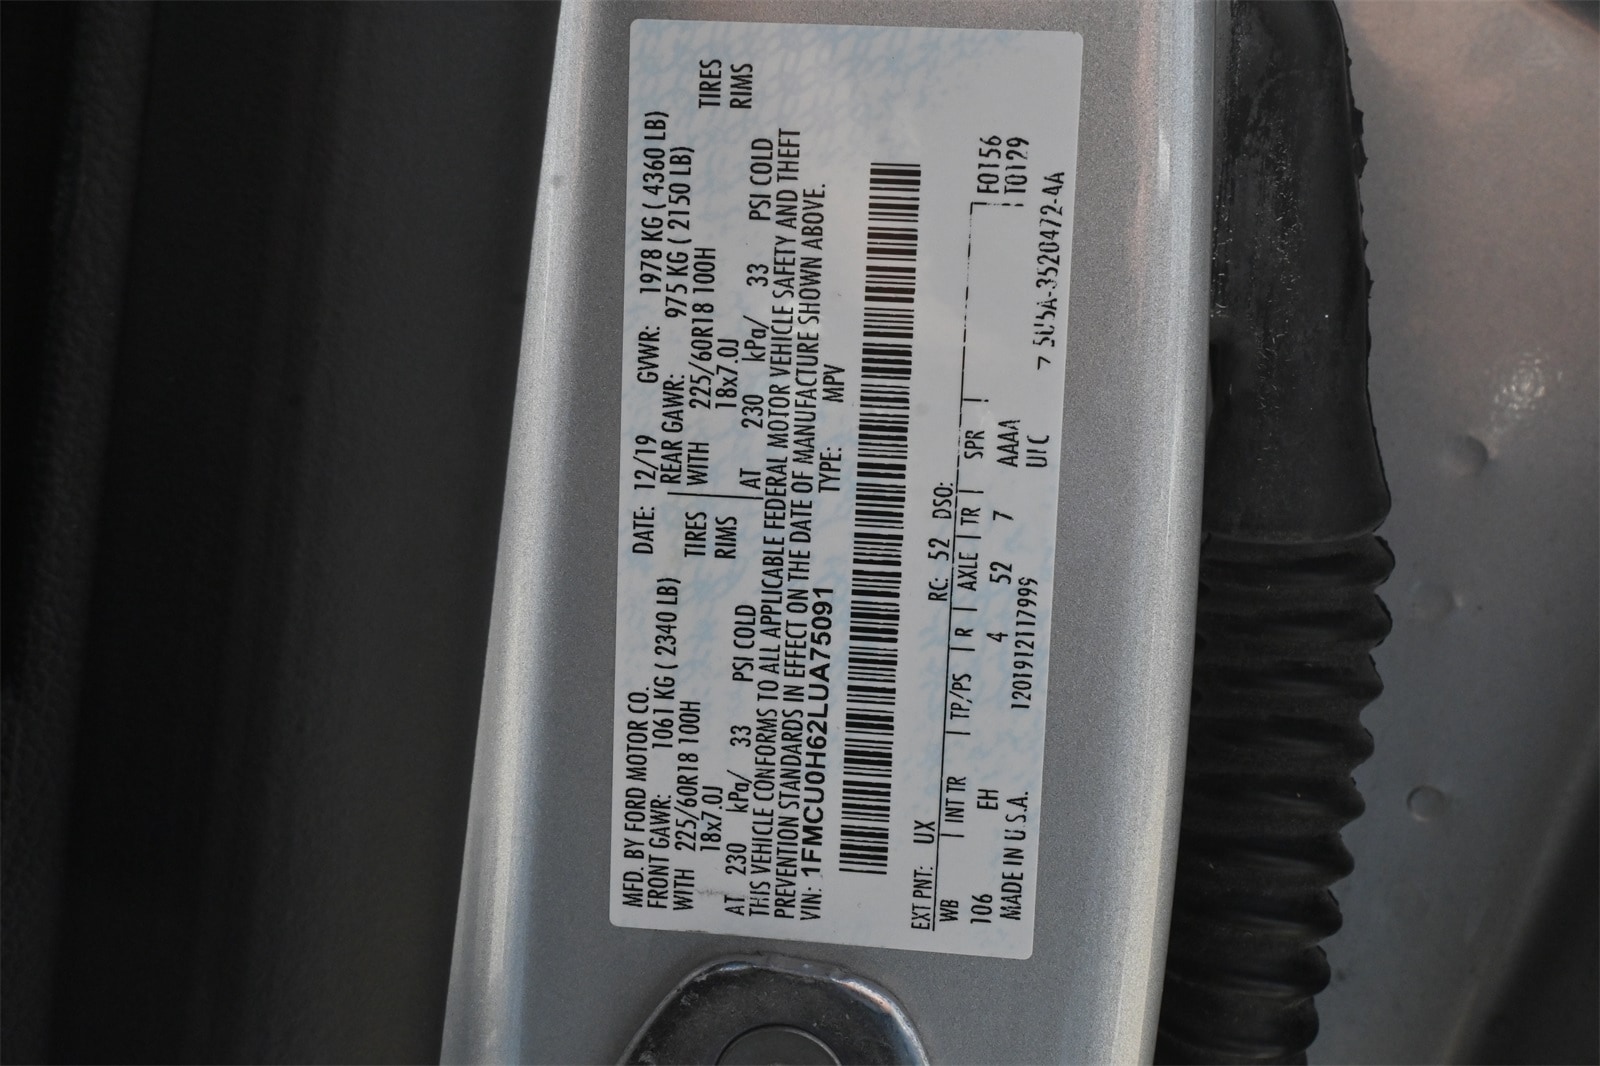 MFD. BY FORD MOTOR CO. DATE: 12/19 GVWR: 1978 KG ( 4360 LB)
FRONT GAWR: 1061 KG ( 2340 LB) REAR GAWR: 975 KG ( 2150 LB)
WITH 225/60R18 100H TIRES WITH 225/60R18 100H TIRES
18x7.0J RIMS 18x7.0J RIMS
AT 230 kPa/ 33 PSI COLD AT 230 kPa/ 33 PSI COLD
THIS VEHICLE CONFORMS TO ALL APPLICABLE FEDERAL MOTOR VEHICLE SAFETY AND THEFT
PREVENTION STANDARDS IN EFFECT ON THE DATE OF MANUFACTURE SHOWN ABOVE.
VIN: 1FMCU0H62LUA75091 TYPE: MPV
EXT PNT: UX RC: 52 DSO:
WB INT TR TP/PS R AXLE TR SPR F0156
106 EH 4 52 7 AAAA T0129
MADE IN U.S.A. 1201912117999 UIC
5U5A-3520472-AA